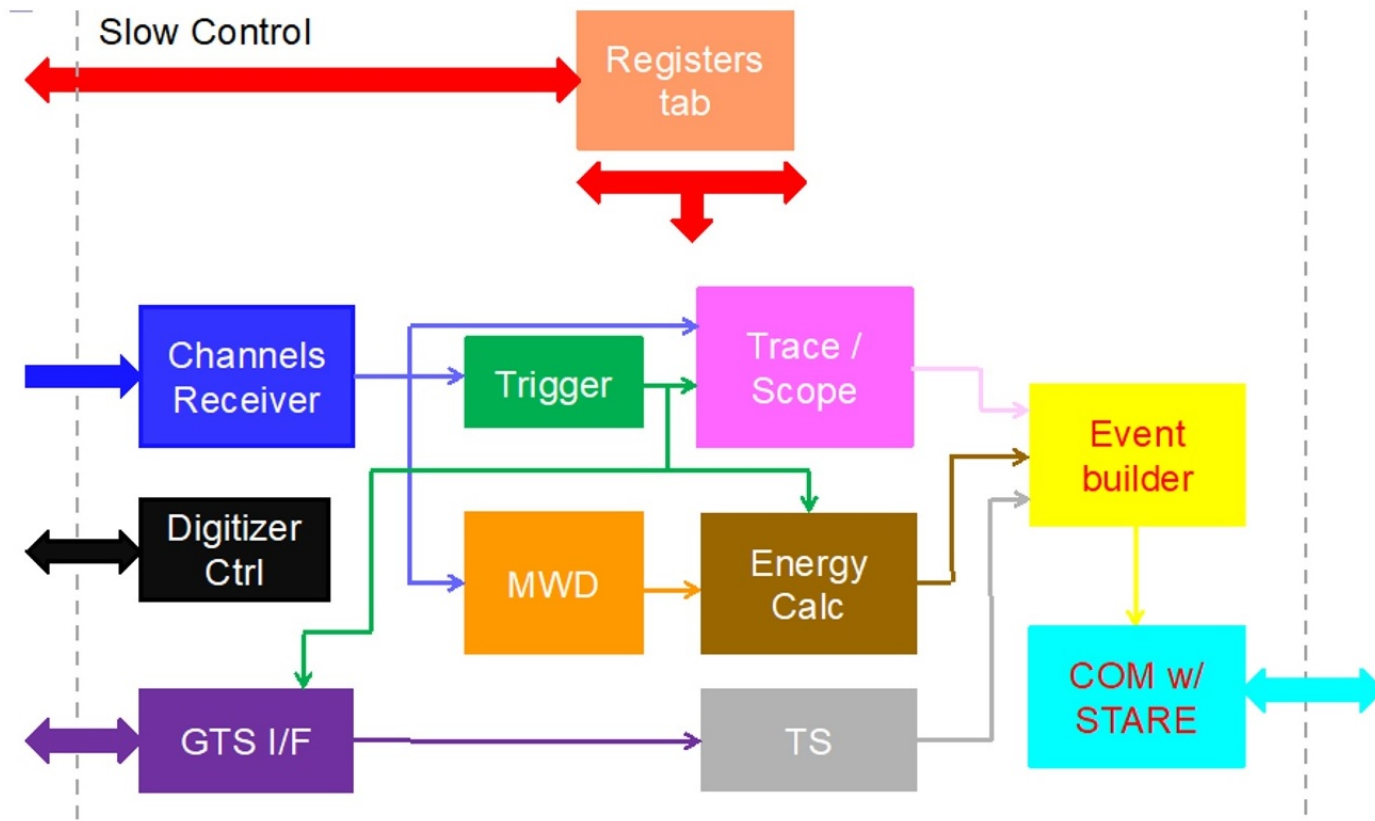 Slow Control
Registers
tab
Channels
Receiver
Trigger
Trace /
Scope
Event
builder
Digitizer
Ctrl
MWD
Energy
Calc
COM w/
STARE
GTS I/F
TS